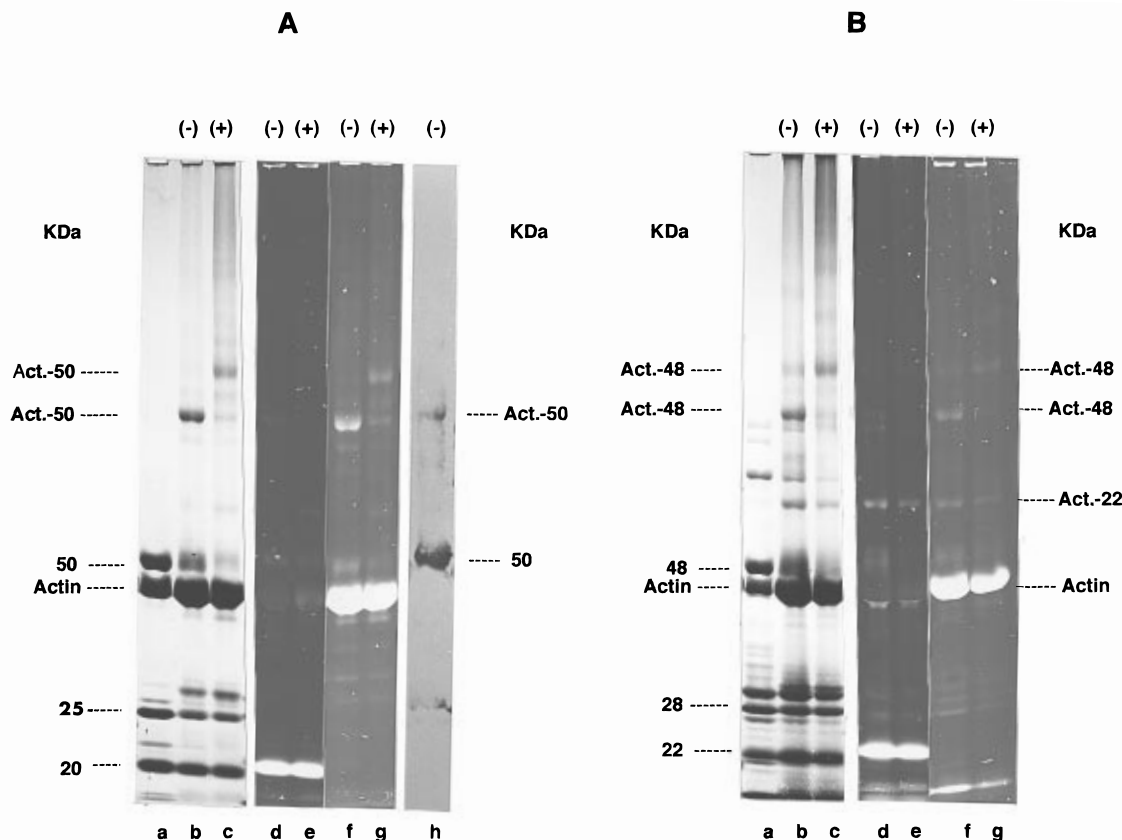 A
B
(-) (+) (-) (+) (-) (+) (-)
(-) (+) (-) (+) (-) (+)
KDa
KDa
KDa
KDa
Act.-50
Act.-50
Act.-50
50
50
Actin
25
20
Act.-48
Act.-48
Act.-48
Act.-48
Act.-22
48
Actin
Actin
28
22
a b c d e f g h
a b c d e f g